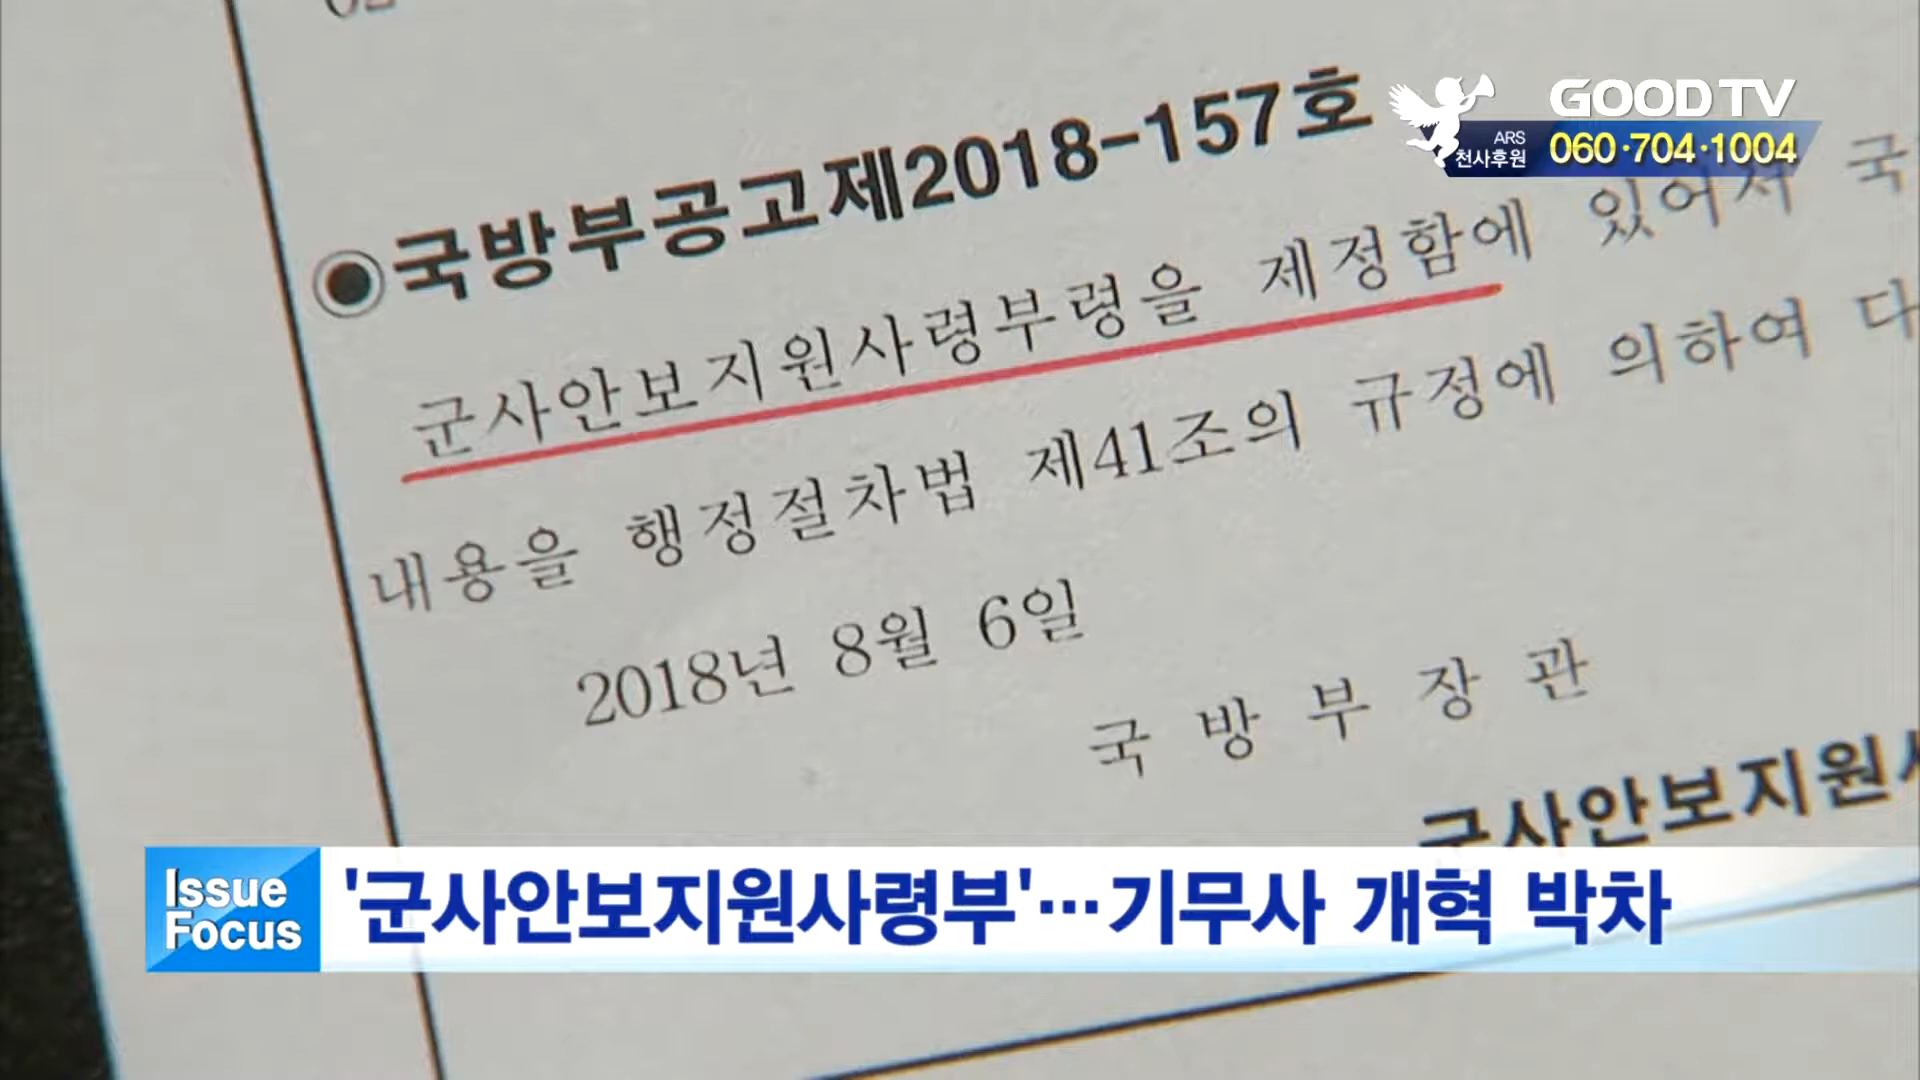 GOODTV
ARS
천사후원 060·704·1004
◉국방부공고제2018-157호
군사안보지원사령부령을 제정함에 있어서 국
내용을 행정절차법 제41조의 규정에 의하여 다
2018년 8월 6일
국 방 부 장 관
군사안보지원사
Issue
Focus
'군사안보지원사령부'…기무사 개혁 박차